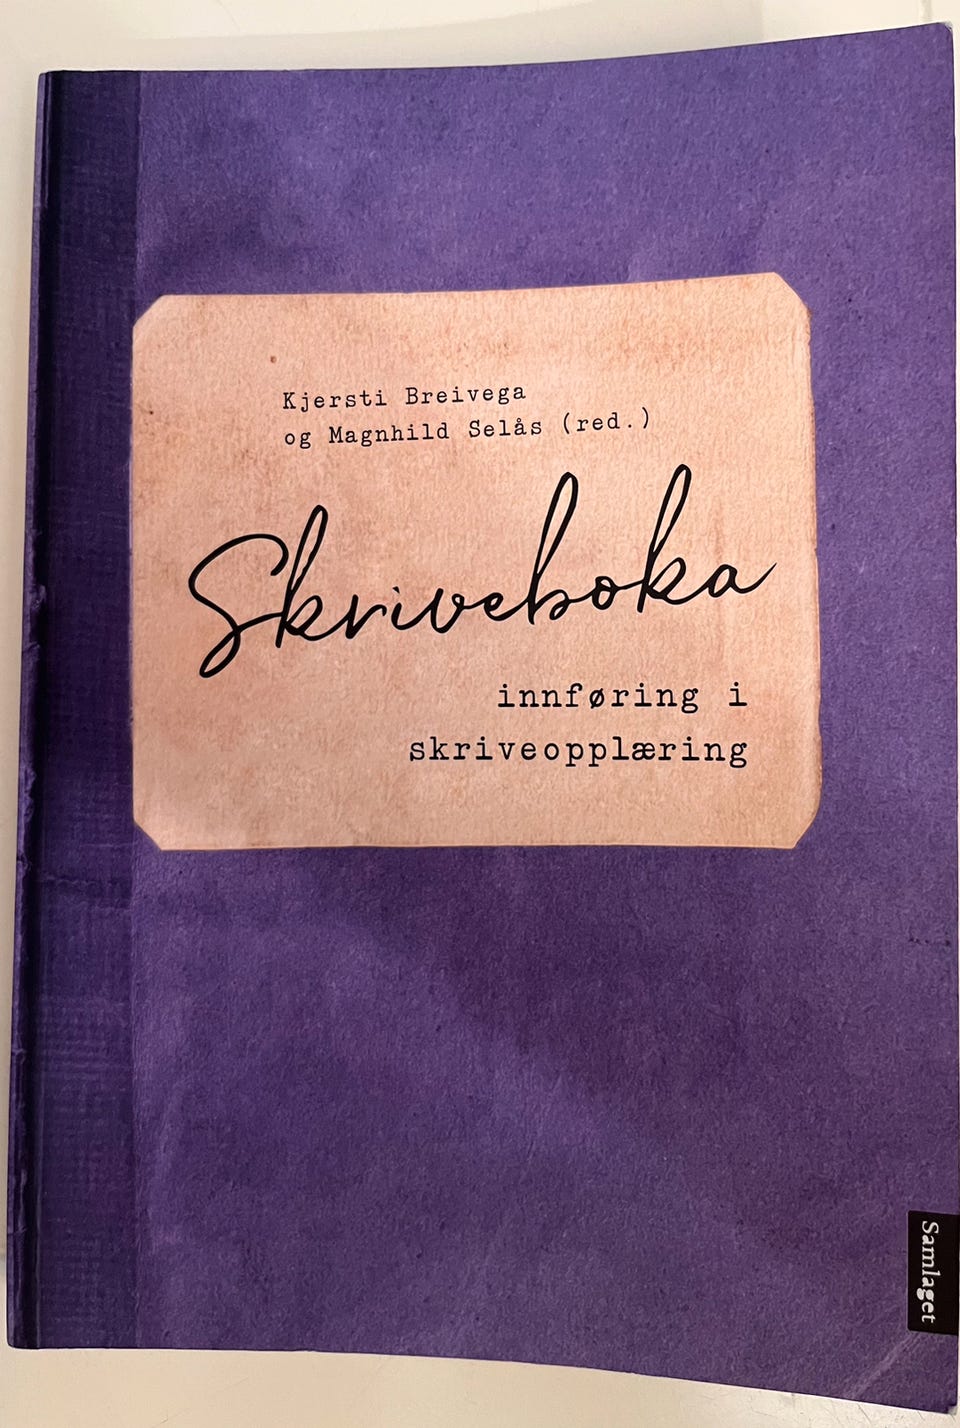 Kjersti Breivega
og Magnhild Selås (red.)
Skriveboka
innføring i
skriveopplæring
Samlaget